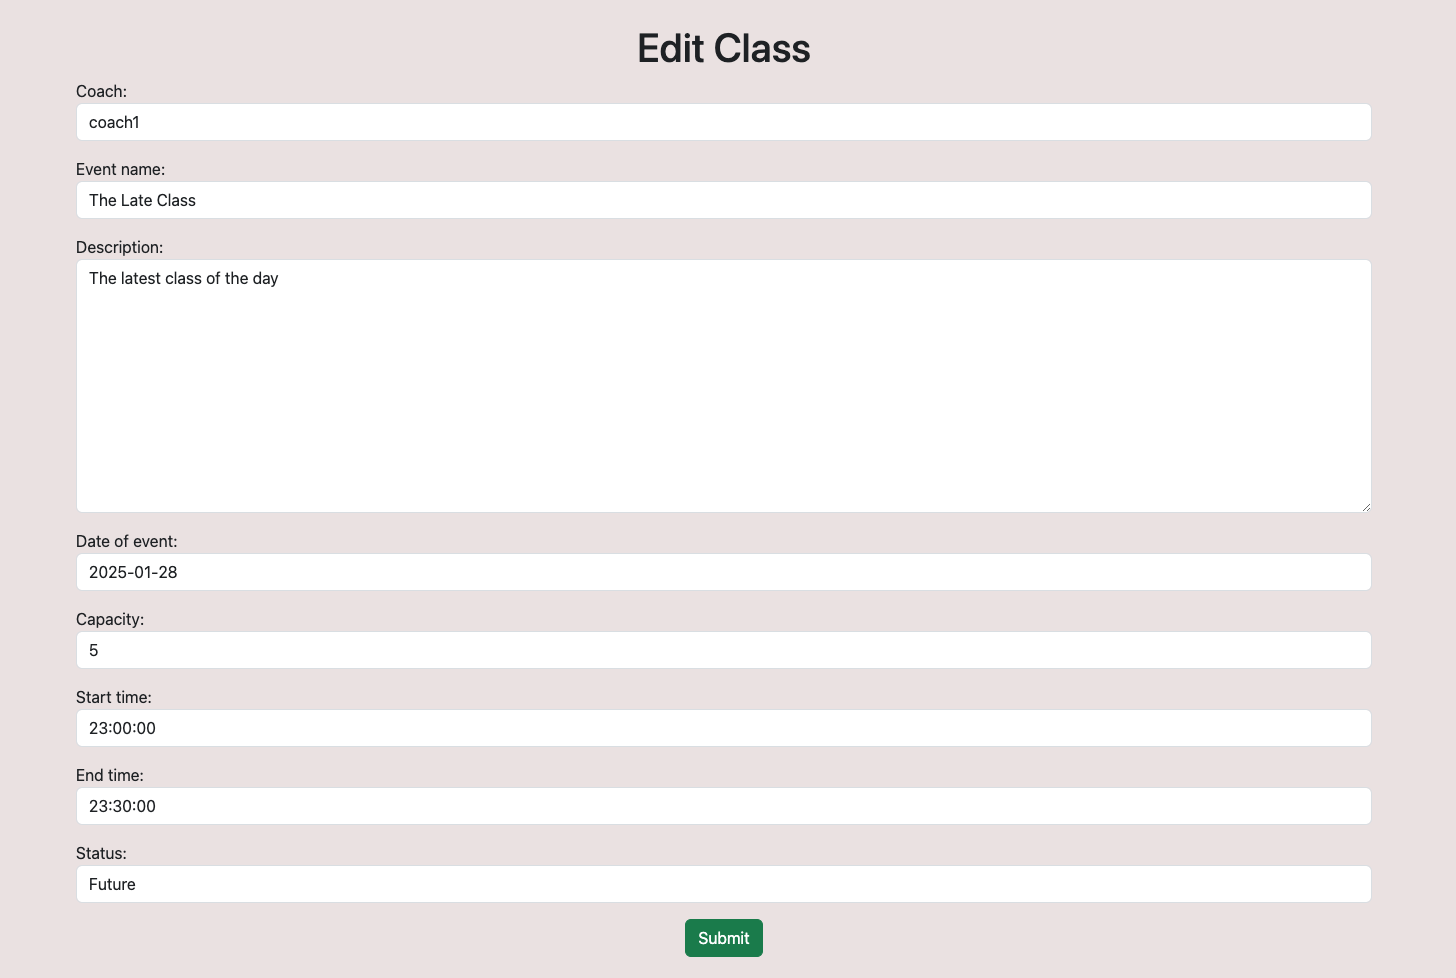 Edit Class
Coach:
coach1
Event name:
The Late Class
Description:
The latest class of the day
Date of event:
2025-01-28
Capacity:
5
Start time:
23:00:00
End time:
23:30:00
Status:
Future
Submit